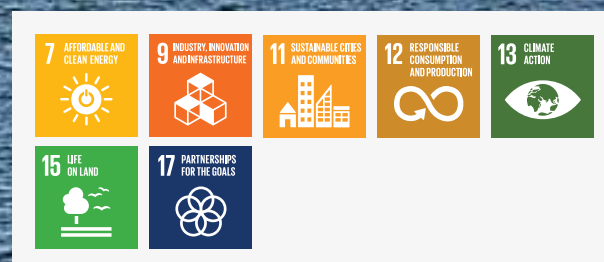 7 AFFORDABLE AND
CLEAN ENERGY
9 INDUSTRY, INNOVATION
AND INFRASTRUCTURE
11 SUSTAINABLE CITIES
AND COMMUNITIES
12 RESPONSIBLE
CONSUMPTION
AND PRODUCTION
13 CLIMATE
ACTION
15 LIFE
ON LAND
17 PARTNERSHIPS
FOR THE GOALS